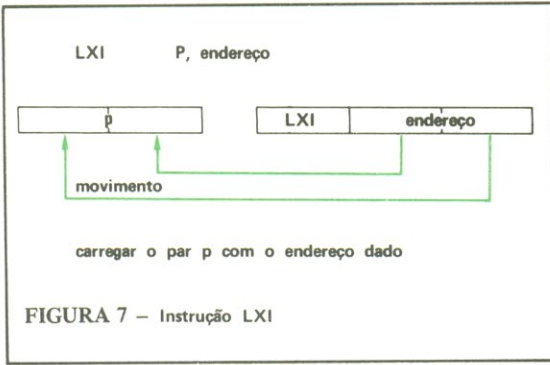 LXI P, endereço
p LXI endereço
movimento
carregar o par p com o endereço dado
FIGURA 7 – Instrução LXI